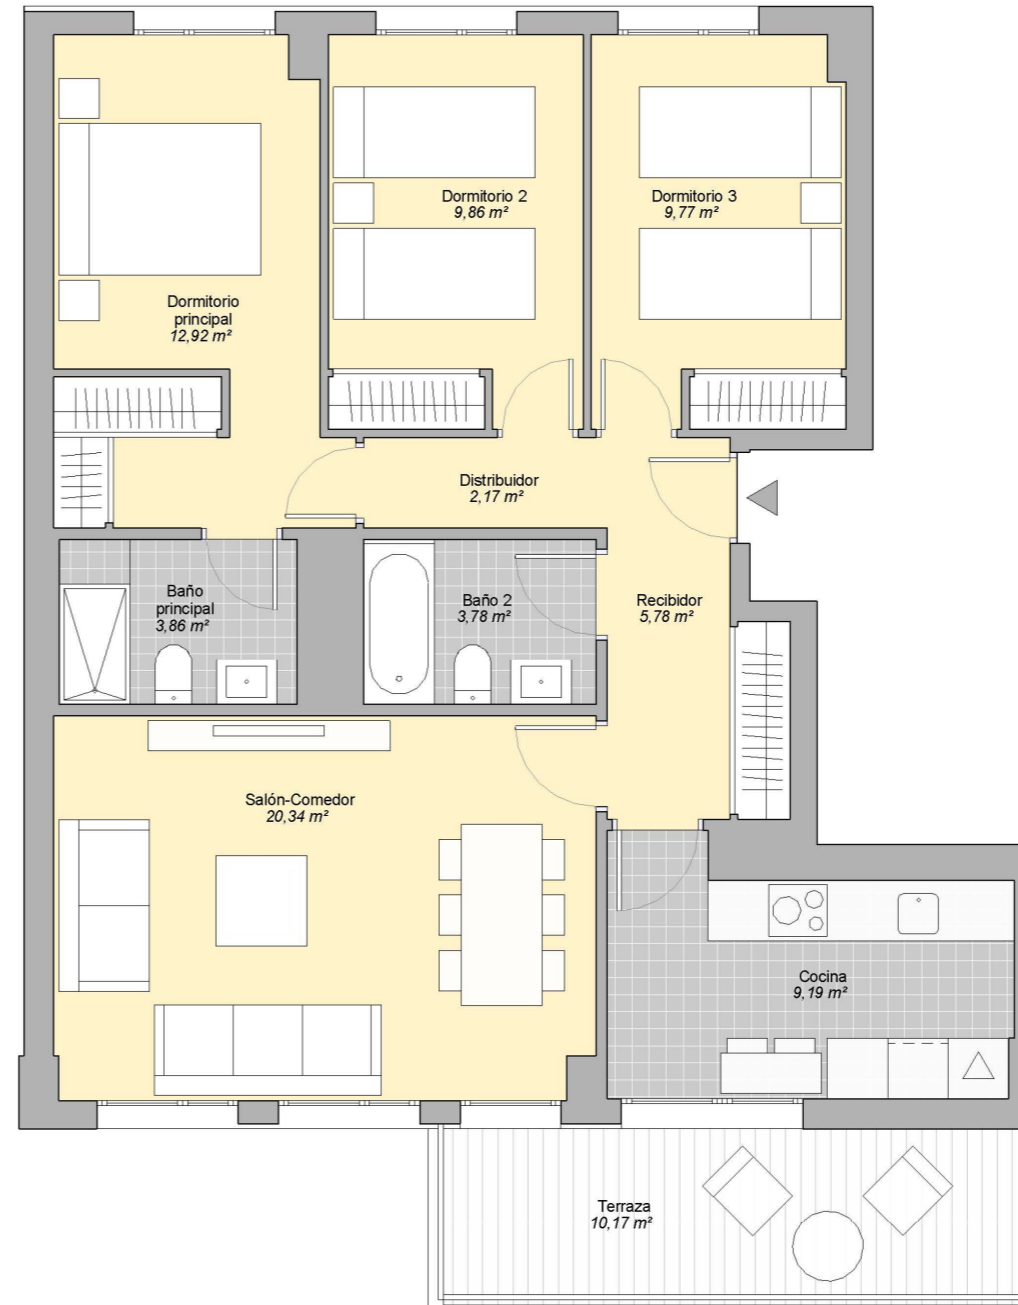 Dormitorio 2
9,86 m²
Dormitorio 3
9,77 m²
Dormitorio
principal
12,92 m²
Distribuidor
2,17 m²
Baño
principal
3,86 m²
Baño 2
3,78 m²
Recibidor
5,78 m²
Salón-Comedor
20,34 m²
Cocina
9,19 m²
Terraza
10,17 m²